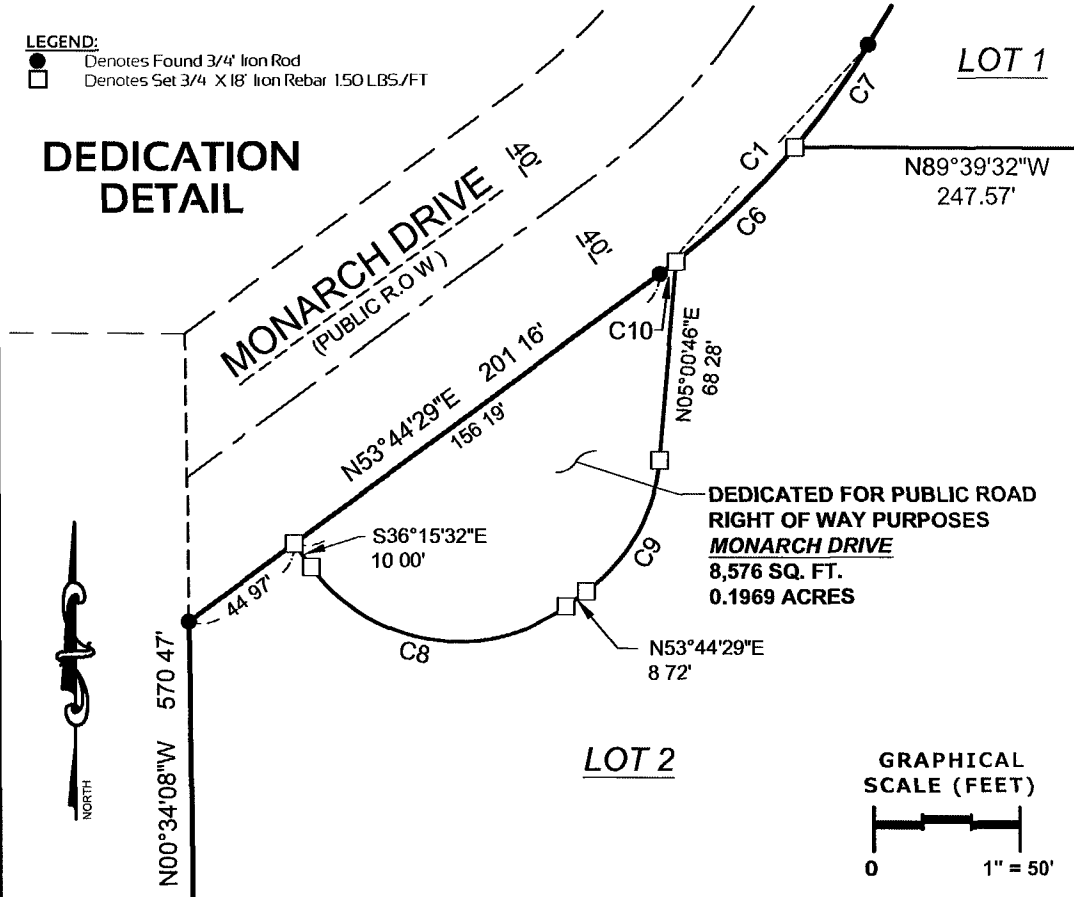 LEGEND:
Denotes Found 3/4' Iron Rod
Denotes Set 3/4 X 18' Iron Rebar 1.50 LBS./FT
DEDICATION
DETAIL
LOT 1
C7
C1
N89°39'32"W
247.57'
C6
40'
40'
MONARCH DRIVE
(PUBLIC R.O W)
C10
N05°00'46"E
68 28'
N53°44'29"E 201 16'
156 19'
DEDICATED FOR PUBLIC ROAD
RIGHT OF WAY PURPOSES
MONARCH DRIVE
8,576 SQ. FT.
0.1969 ACRES
S36°15'32"E
10 00'
C9
44 97'
C8
N53°44'29"E
8 72'
N00°34'08"W 570 47'
NORTH
LOT 2
GRAPHICAL
SCALE (FEET)
0 1" = 50'